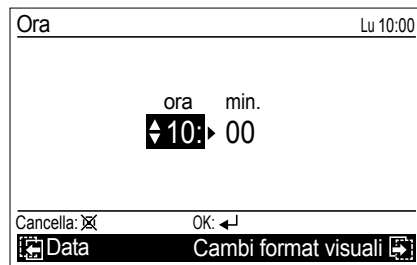 Ora Lu 10:00
ora min.
10: 00
Cancella: OK:
Data Cambi format visuali